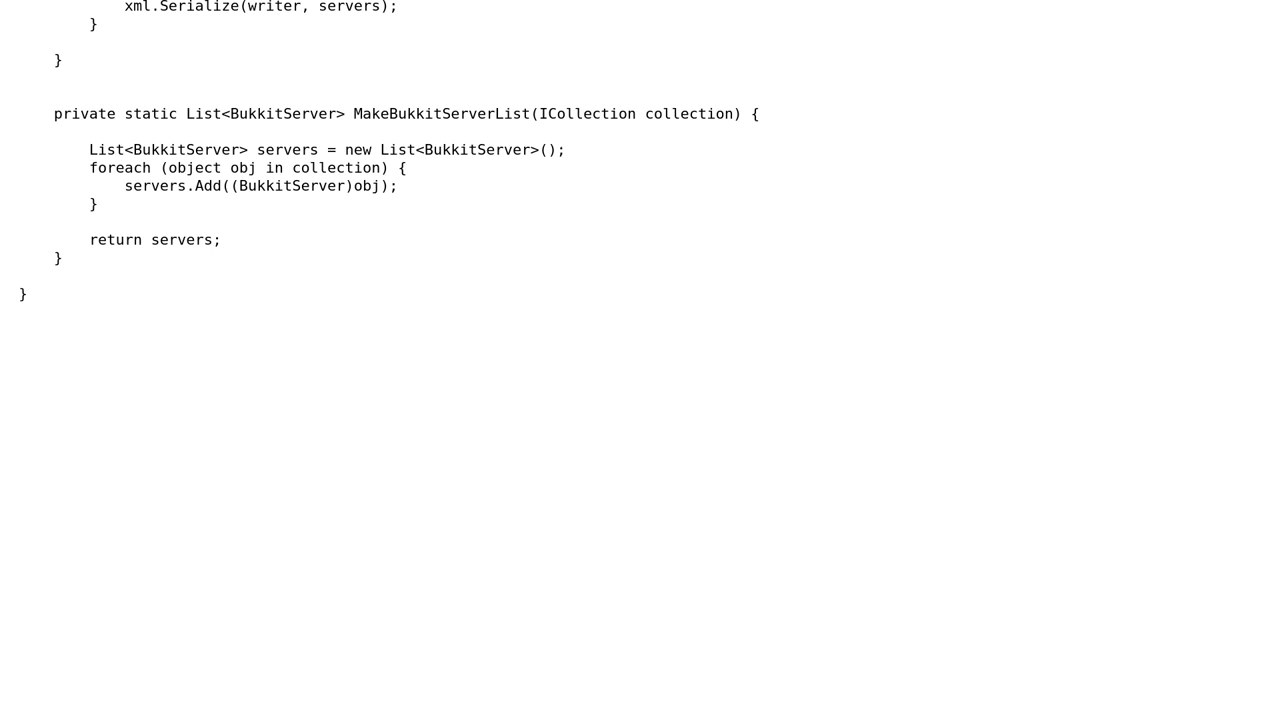 xml.Serialize(writer, servers);
        }

    }


    private static List<BukkitServer> MakeBukkitServerList(ICollection collection) {

        List<BukkitServer> servers = new List<BukkitServer>();
        foreach (object obj in collection) {
            servers.Add((BukkitServer)obj);
        }

        return servers;
    }

}